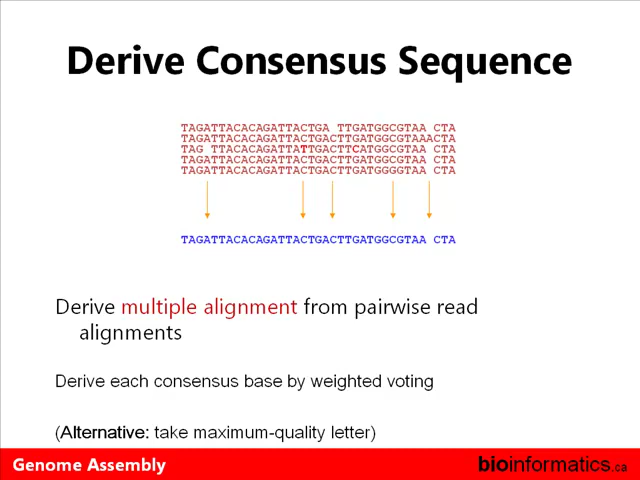 Derive Consensus Sequence
TAGATTACACAGATTACTGA TTGATGGCGTAA CTA
TAGATTACACAGATTACTGACTTGATGGCGTAAACTA
TAG TTACACAGATTATTGACTTCATGGCGTAA CTA
TAGATTACACAGATTACTGACTTGATGGCGTAA CTA
TAGATTACACAGATTACTGACTTGATGGGGTAA CTA
TAGATTACACAGATTACTGACTTGATGGCGTAA CTA
Derive multiple alignment from pairwise read
alignments
Derive each consensus base by weighted voting
(Alternative: take maximum-quality letter)
Genome Assembly
bioinformatics.ca